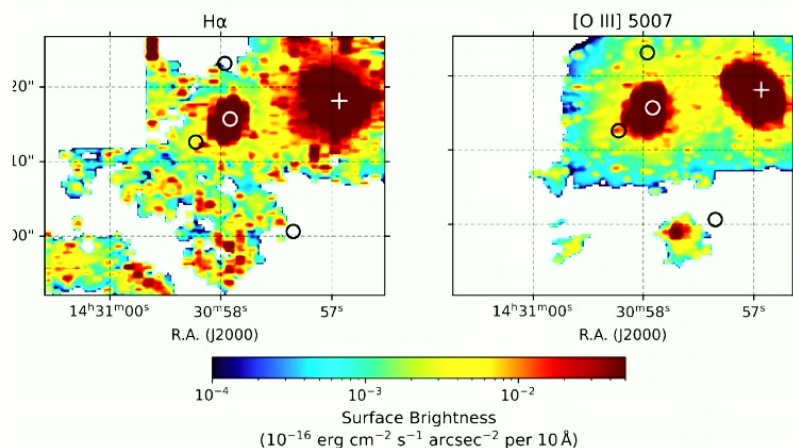 Hα
[O III] 5007
20"
10"
00"
14ʰ31ᵐ00ˢ
30ᵐ58ˢ
57ˢ
14ʰ31ᵐ00ˢ
30ᵐ58ˢ
57ˢ
R.A. (J2000)
R.A. (J2000)
10⁻⁴
10⁻³
10⁻²
Surface Brightness
(10⁻¹⁶ erg cm⁻² s⁻¹ arcsec⁻² per 10 Å)